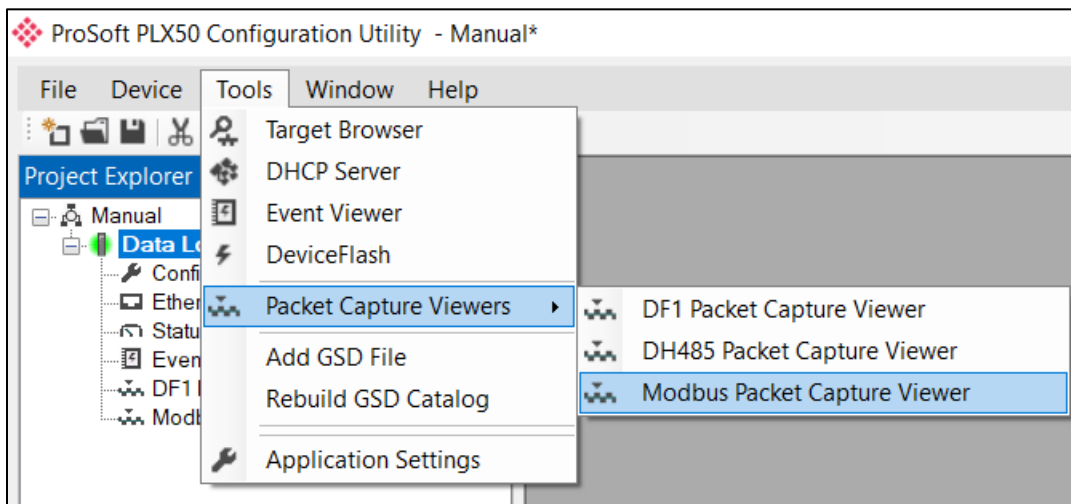 ProSoft PLX50 Configuration Utility - Manual*
File Device Tools Window Help
Project Explorer
Manual
Data
Target Browser
DHCP Server
Event Viewer
DeviceFlash
Packet Capture Viewers
Add GSD File
Rebuild GSD Catalog
Application Settings
DF1 Packet Capture Viewer
DH485 Packet Capture Viewer
Modbus Packet Capture Viewer
DF1